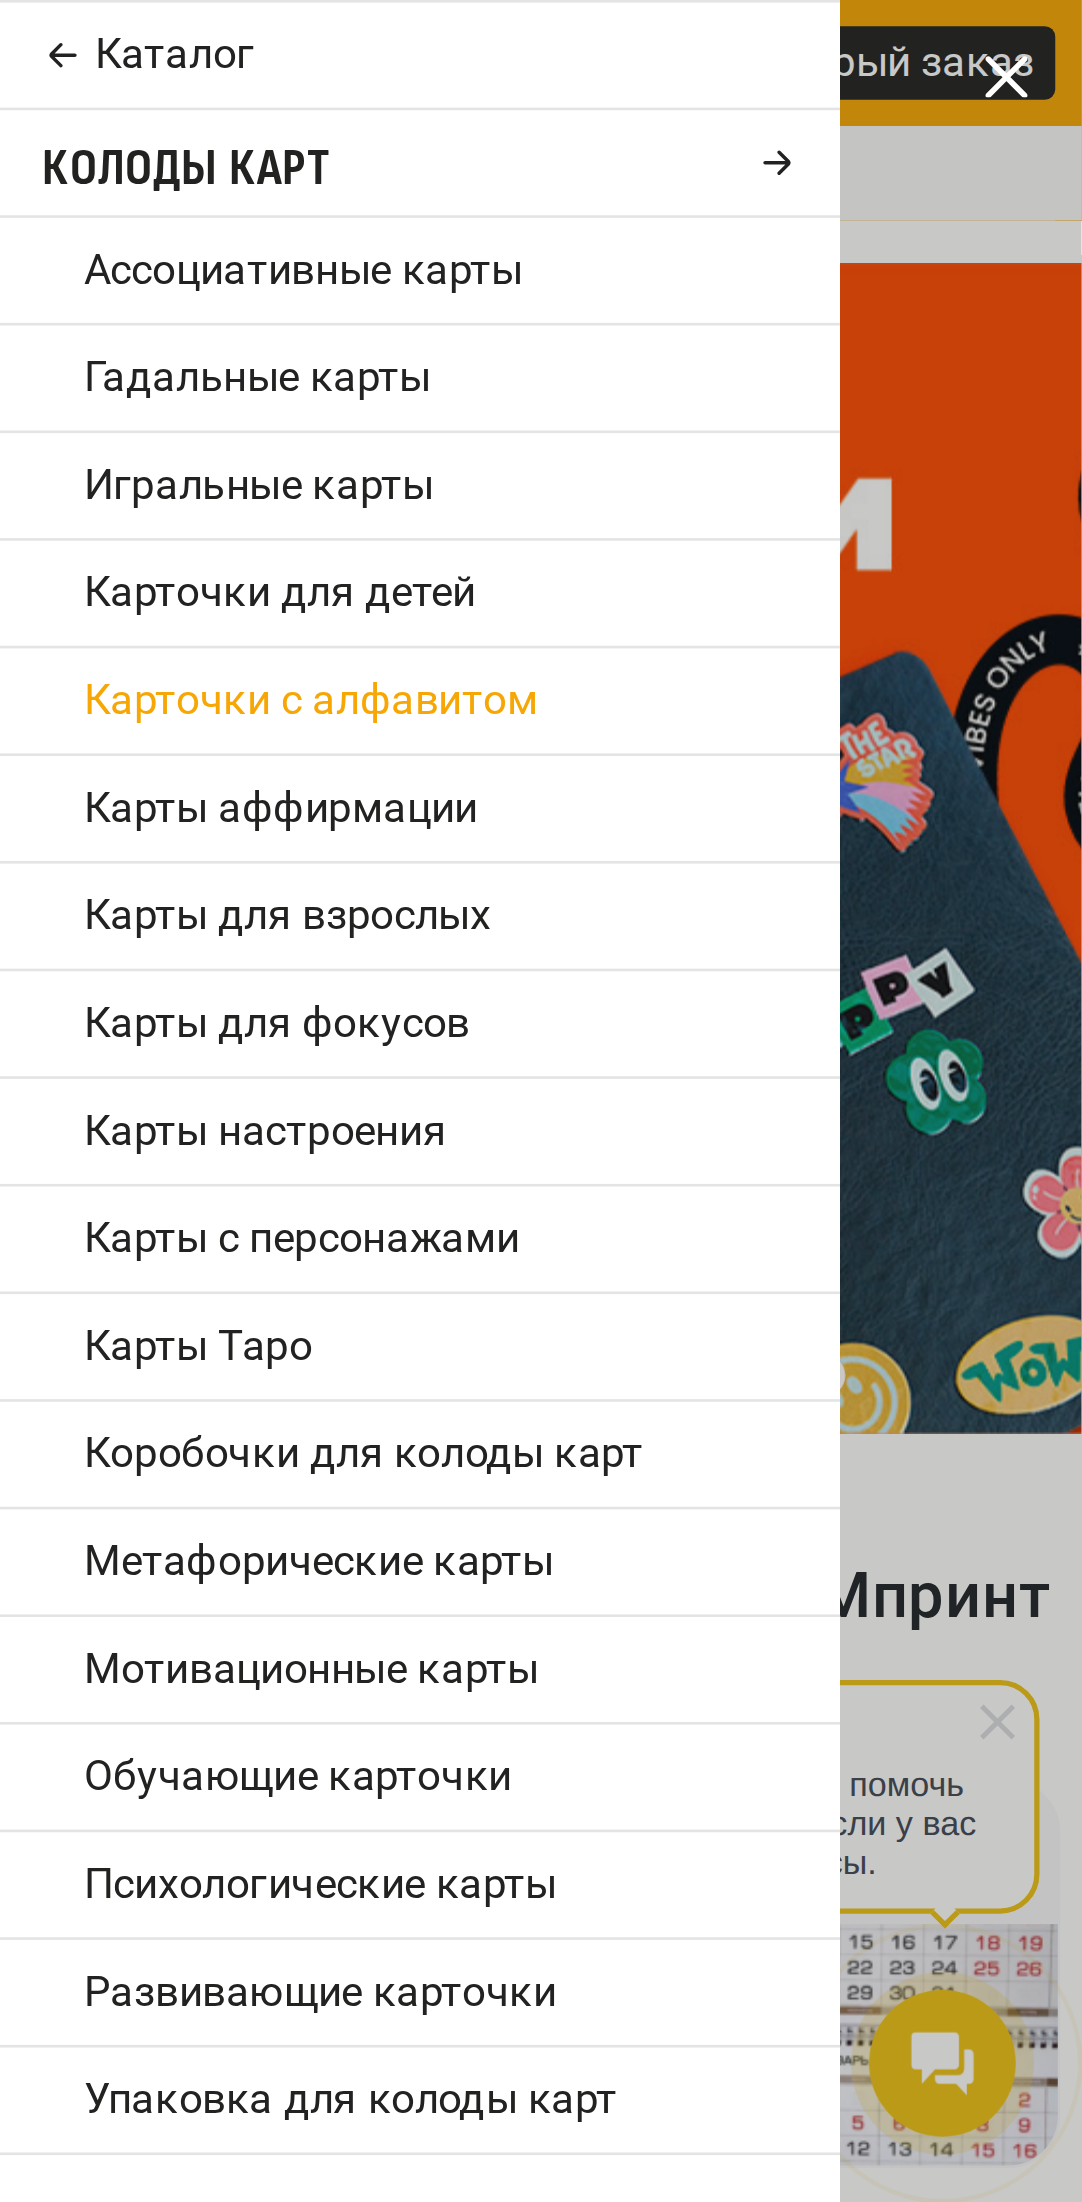 Каталог
КОЛОДЫ КАРТ
Ассоциативные карты
Гадальные карты
Игральные карты
Карточки для детей
Карточки с алфавитом
Карты аффирмации
Карты для взрослых
Карты для фокусов
Карты настроения
Карты с персонажами
Карты Таро
Коробочки для колоды карт
Метафорические карты
Мотивационные карты
Обучающие карточки
Психологические карты
Развивающие карточки
Упаковка для колоды карт
заказ
ONLY
THE
STAR
PPY
WOW
Мпринт
помочь
у вас
15 16 17 18 19
22 23 24 25 26
29 30
2
5 9
12 13 14 15 16